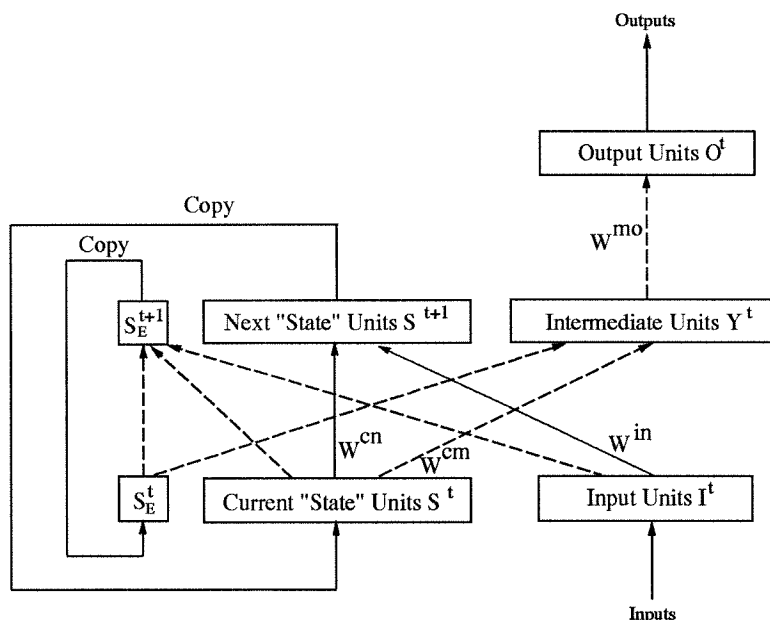 Outputs
Output Units O^t
Copy
W^mo
Copy
S_E^t+1
Next "State" Units S^t+1
Intermediate Units Y^t
W^cn
W^cm
W^in
S_E^t
Current "State" Units S^t
Input Units I^t
Inputs